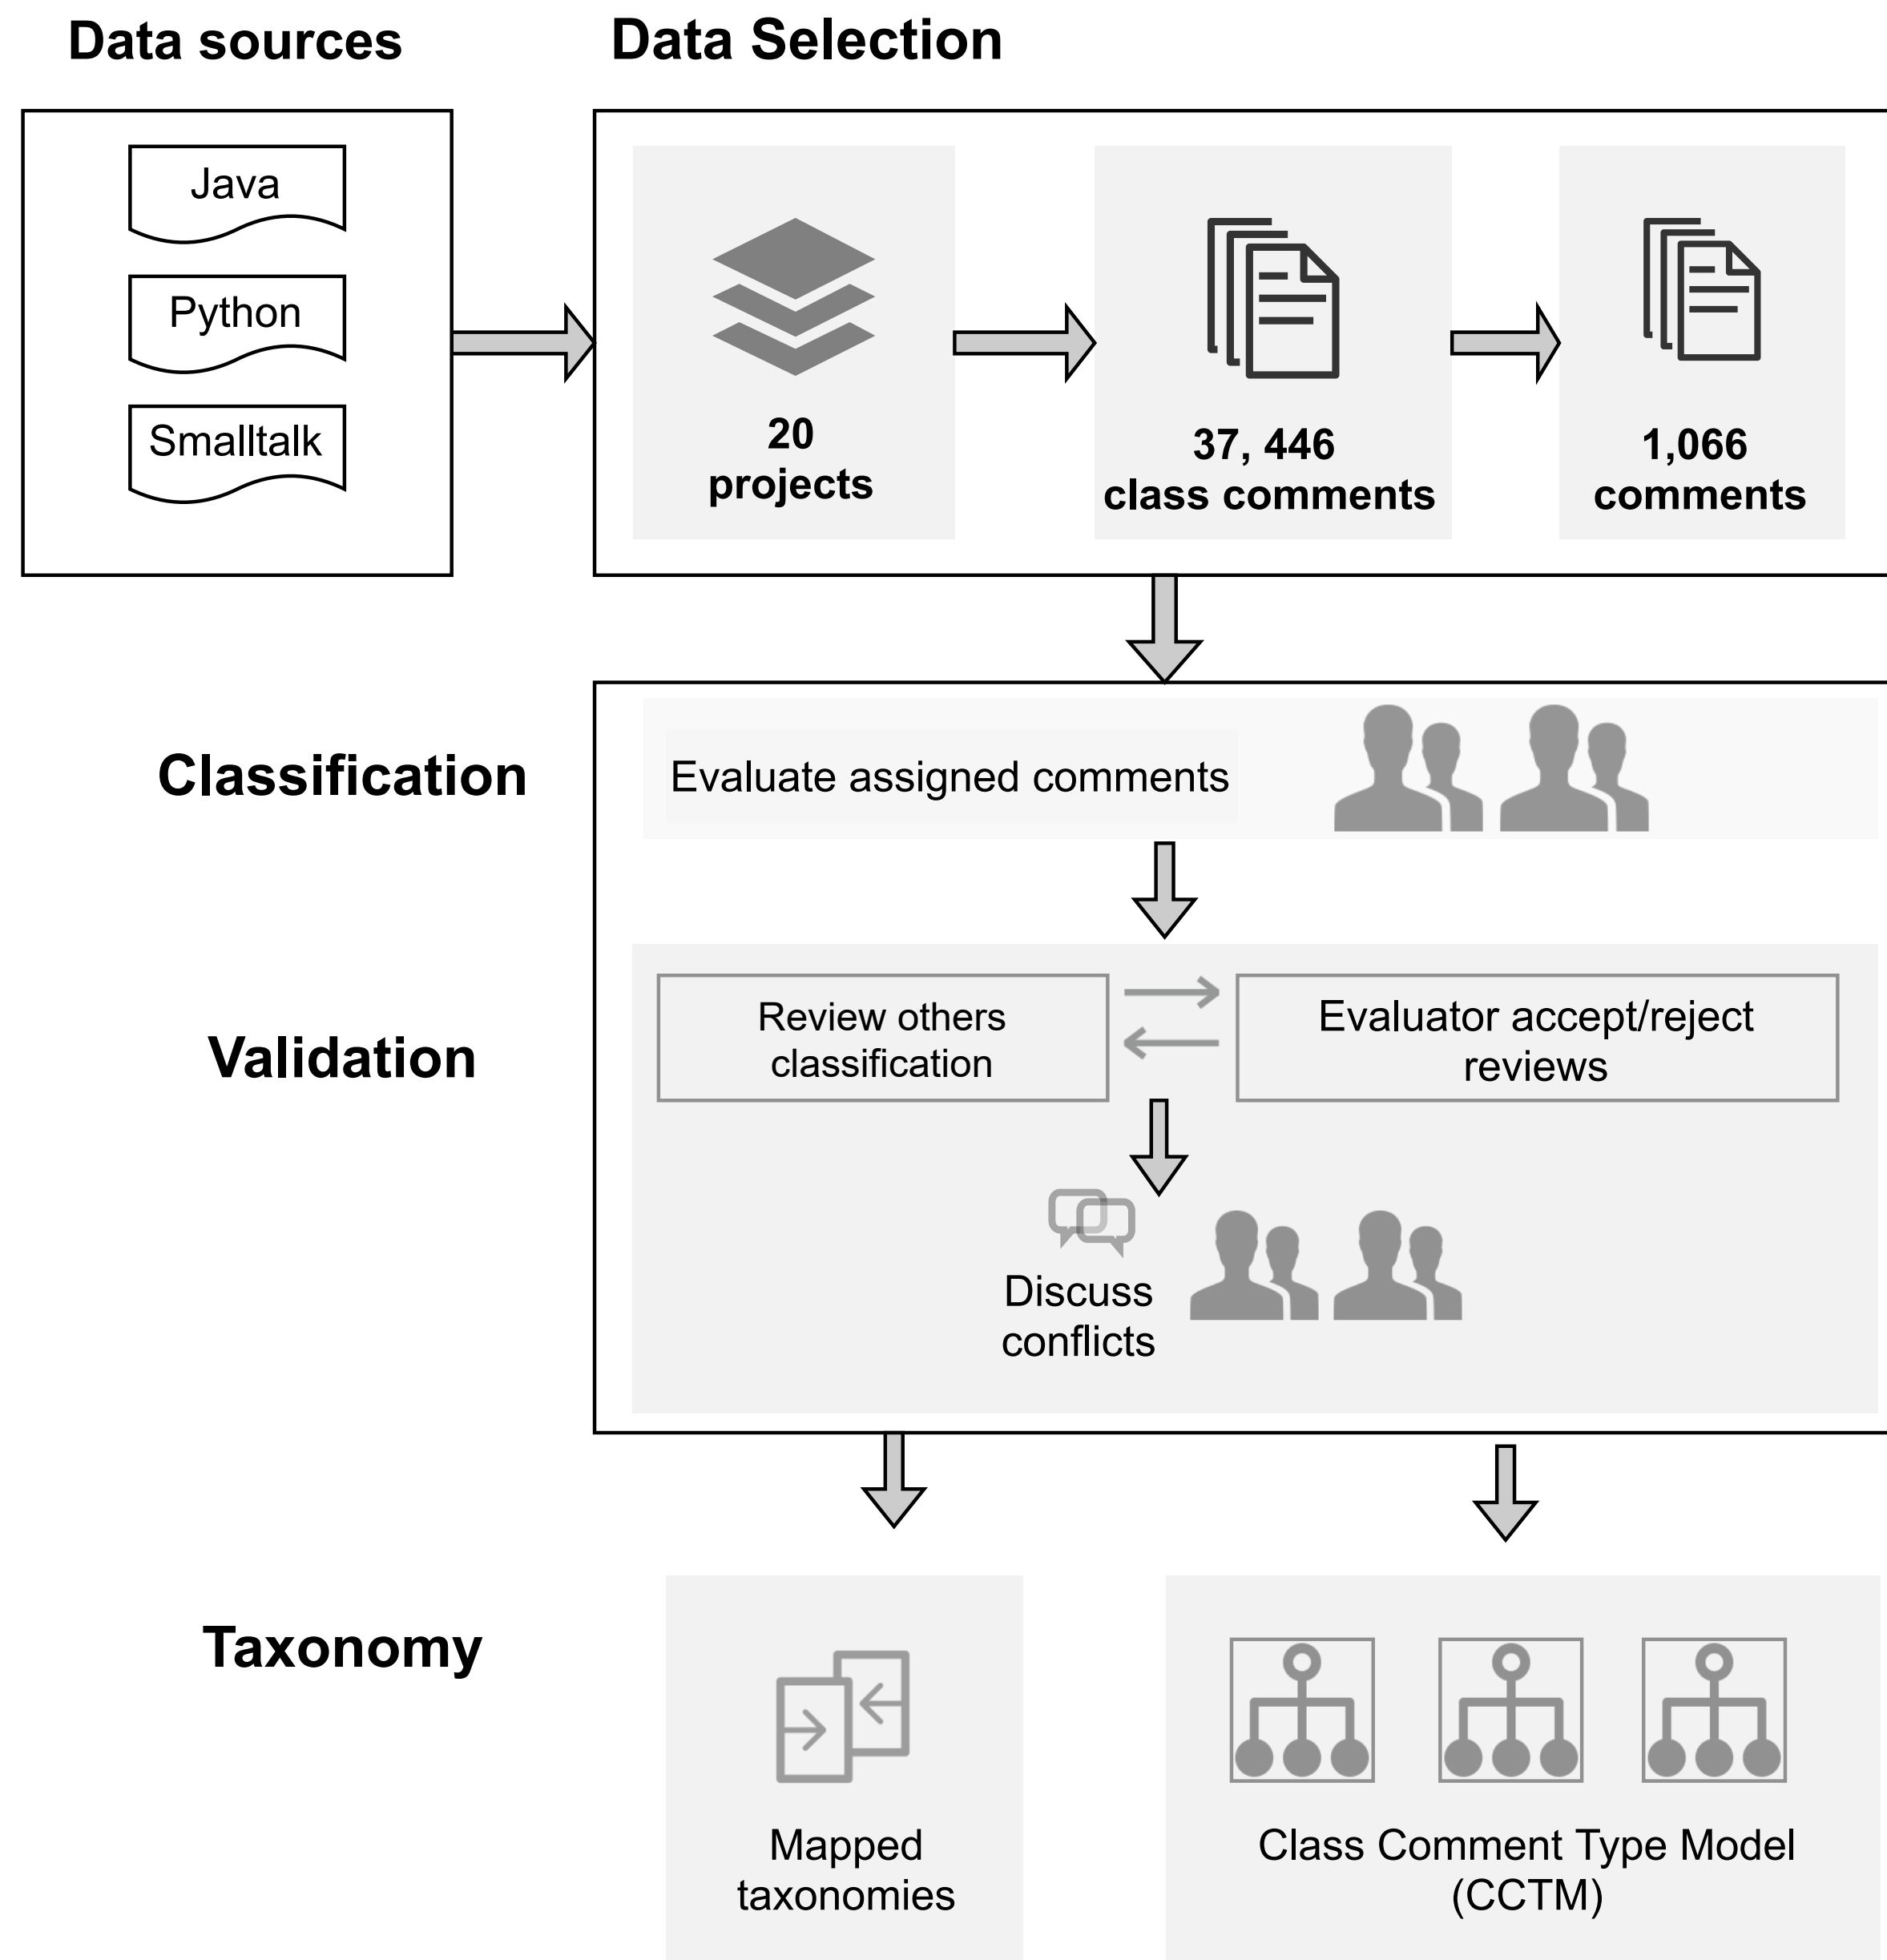 Data sources
Data Selection
Java
Python
Smalltalk
20
projects
37, 446
class comments
1,066
comments
Classification
Evaluate assigned comments
Validation
Review others
classification
Evaluator accept/reject
reviews
Discuss
conflicts
Taxonomy
Mapped
taxonomies
Class Comment Type Model
(CCTM)